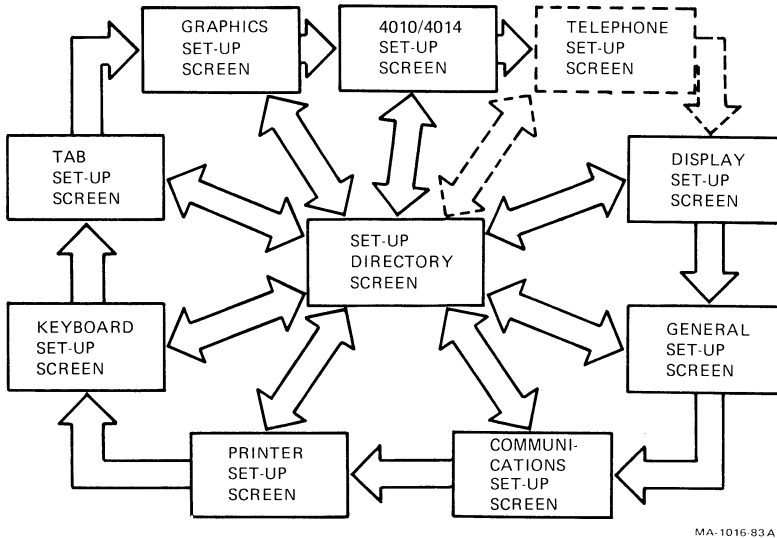 GRAPHICS
SET-UP
SCREEN
4010/4014
SET-UP
SCREEN
TELEPHONE
SET-UP
SCREEN
TAB
SET-UP
SCREEN
DISPLAY
SET-UP
SCREEN
SET-UP
DIRECTORY
SCREEN
KEYBOARD
SET-UP
SCREEN
GENERAL
SET-UP
SCREEN
PRINTER
SET-UP
SCREEN
COMMUNI-
CATIONS
SET-UP
SCREEN
MA-1016-83A